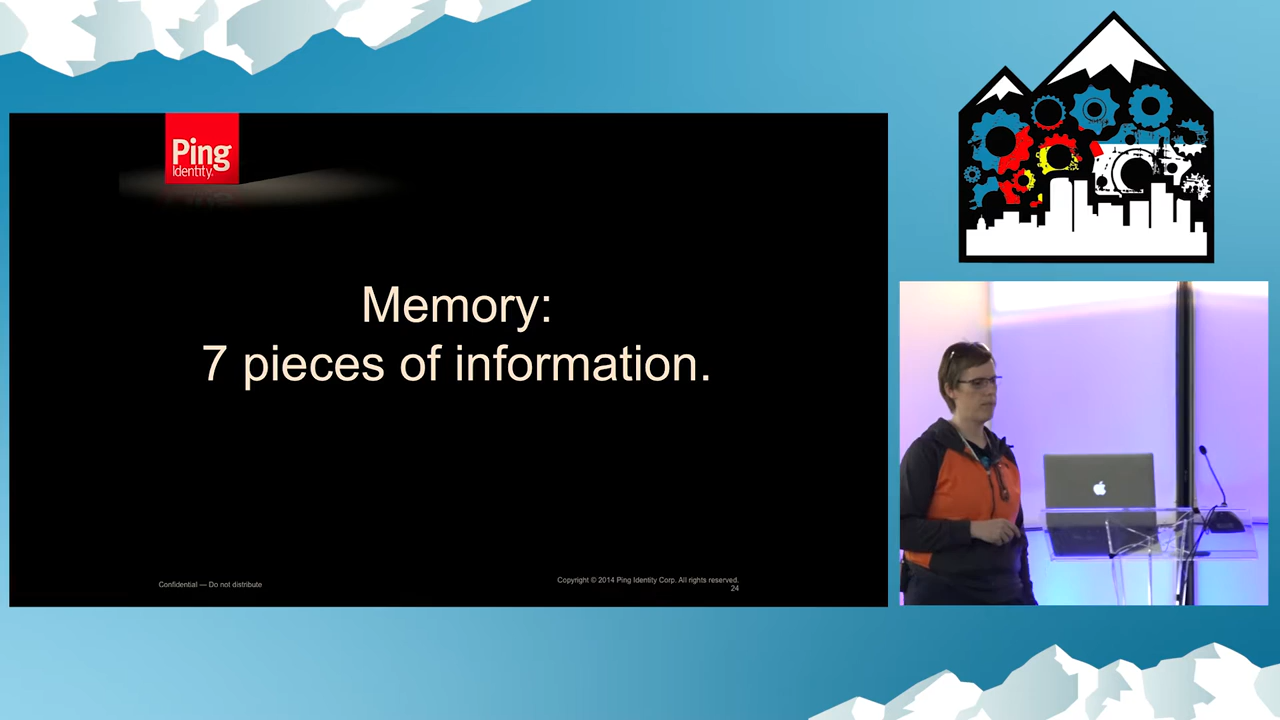 Ping
Identity.
Memory:
7 pieces of information.
Confidential — Do not distribute
Copyright © 2014 Ping Identity Corp. All rights reserved.
24